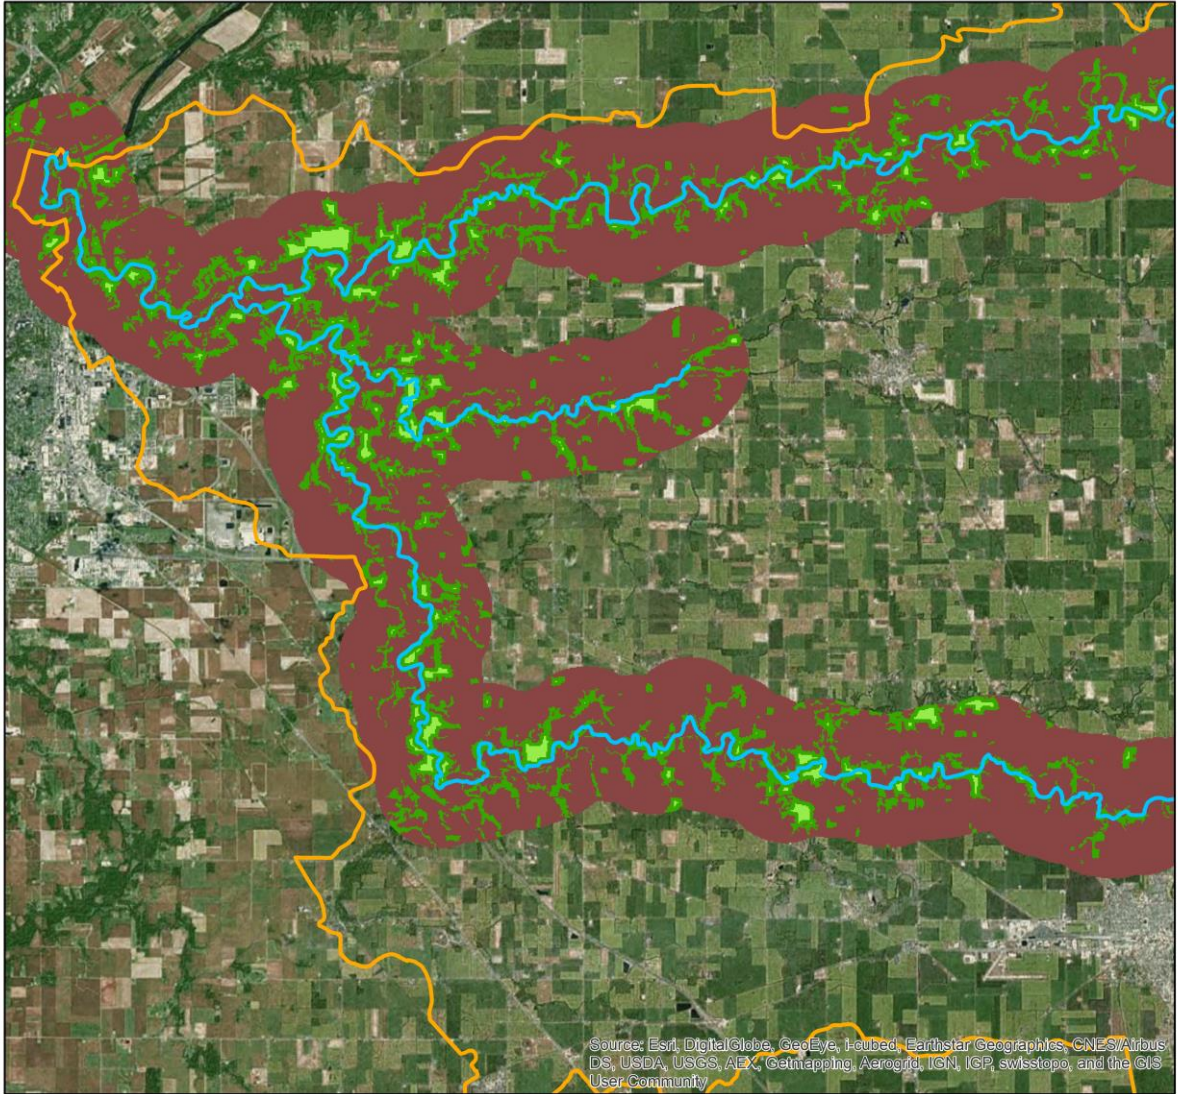 Source: Esri, DigitalGlobe, GeoEye, i-cubed, Earthstar Geographics, CNES/Airbus
DS, USDA, USGS, AEX, Getmapping, Aerogrid, IGN, IGP, swisstopo, and the GIS
User Community